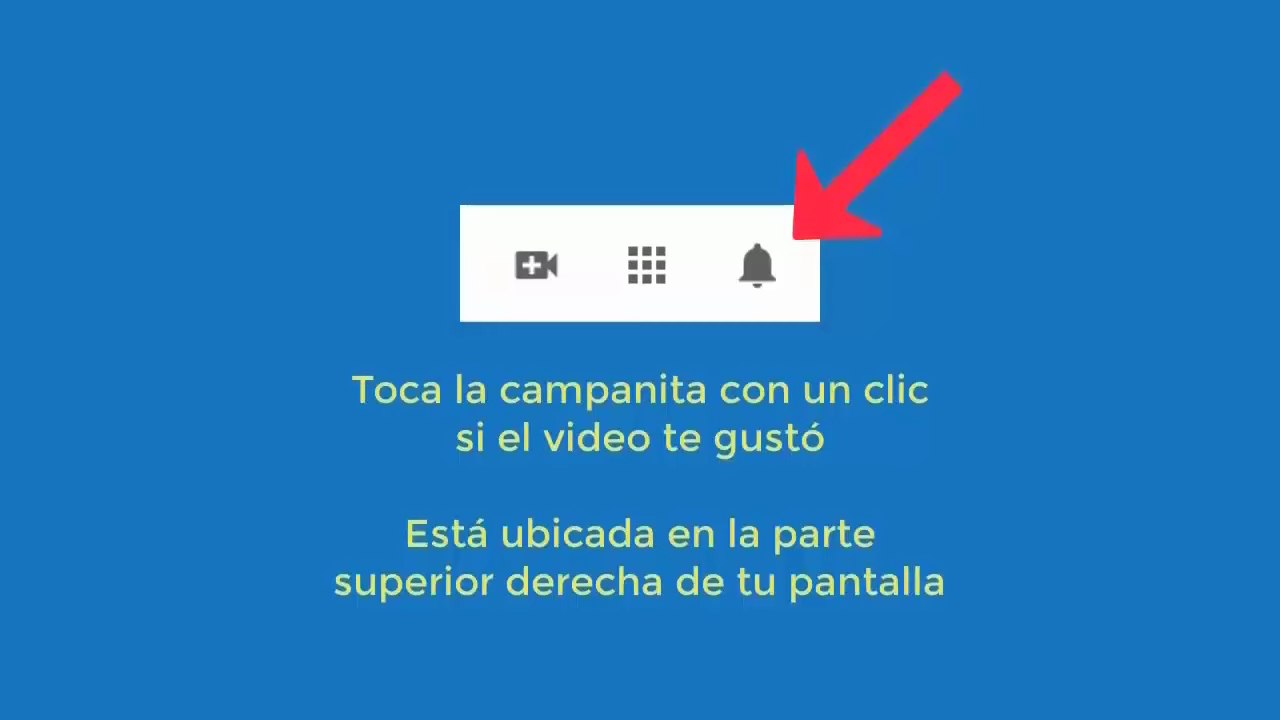 Toca la campanita con un clic
si el video te gustó
Está ubicada en la parte
superior derecha de tu pantalla